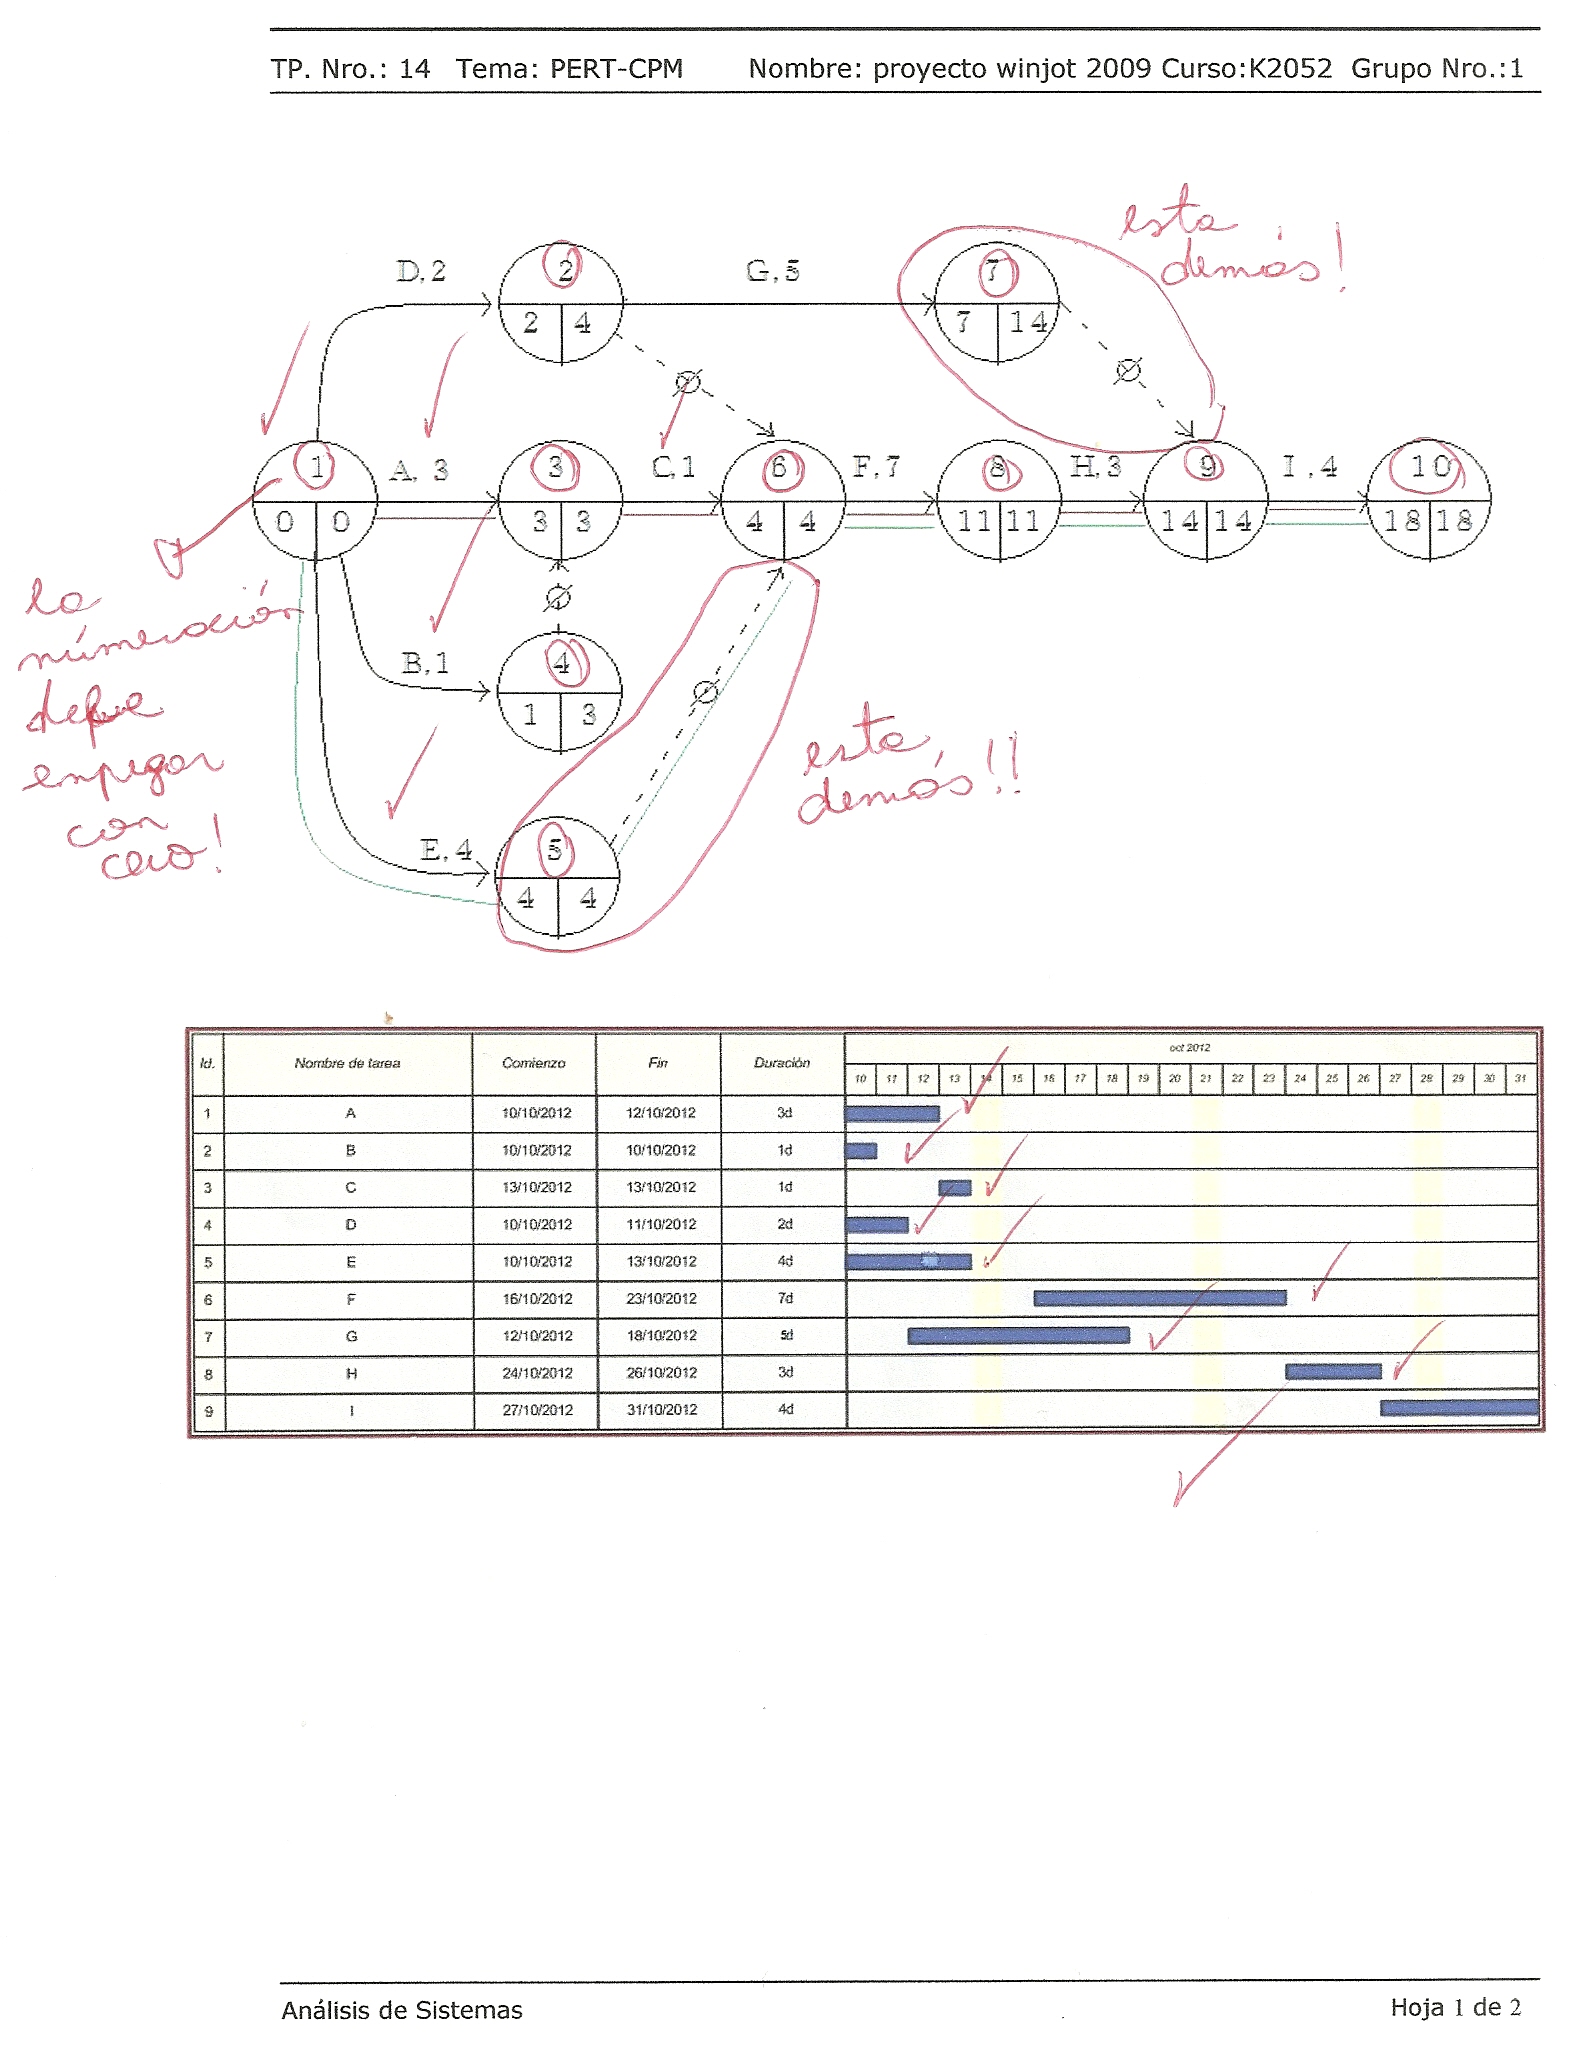 TP. Nro.: 14 Tema: PERT-CPM Nombre: proyecto winjot 2009 Curso:K2052 Grupo Nro.:1
esta
demás!
D,2
2
2 4
G,5
7
7 14
Ø
Ø
1
0 0
A, 3
3
3 3
C,1
6
4 4
F,7
8
11 11
H,3
9
14 14
I ,4
10
18 18
la
númeración
debe
empezar
con
cero!
Ø
B,1
4
1 3
Ø
esta
demás!!
E,4
5
4 4
Id. Nombre de tarea Comienzo Fin Duración oct 2012
10 11 12 13 14 15 16 17 18 19 20 21 22 23 24 25 26 27 28 29 30 31
1 A 10/10/2012 12/10/2012 3d
2 B 10/10/2012 10/10/2012 1d
3 C 13/10/2012 13/10/2012 1d
4 D 10/10/2012 11/10/2012 2d
5 E 10/10/2012 13/10/2012 4d
6 F 16/10/2012 23/10/2012 7d
7 G 12/10/2012 18/10/2012 5d
8 H 24/10/2012 26/10/2012 3d
9 I 27/10/2012 31/10/2012 4d
Análisis de Sistemas Hoja 1 de 2